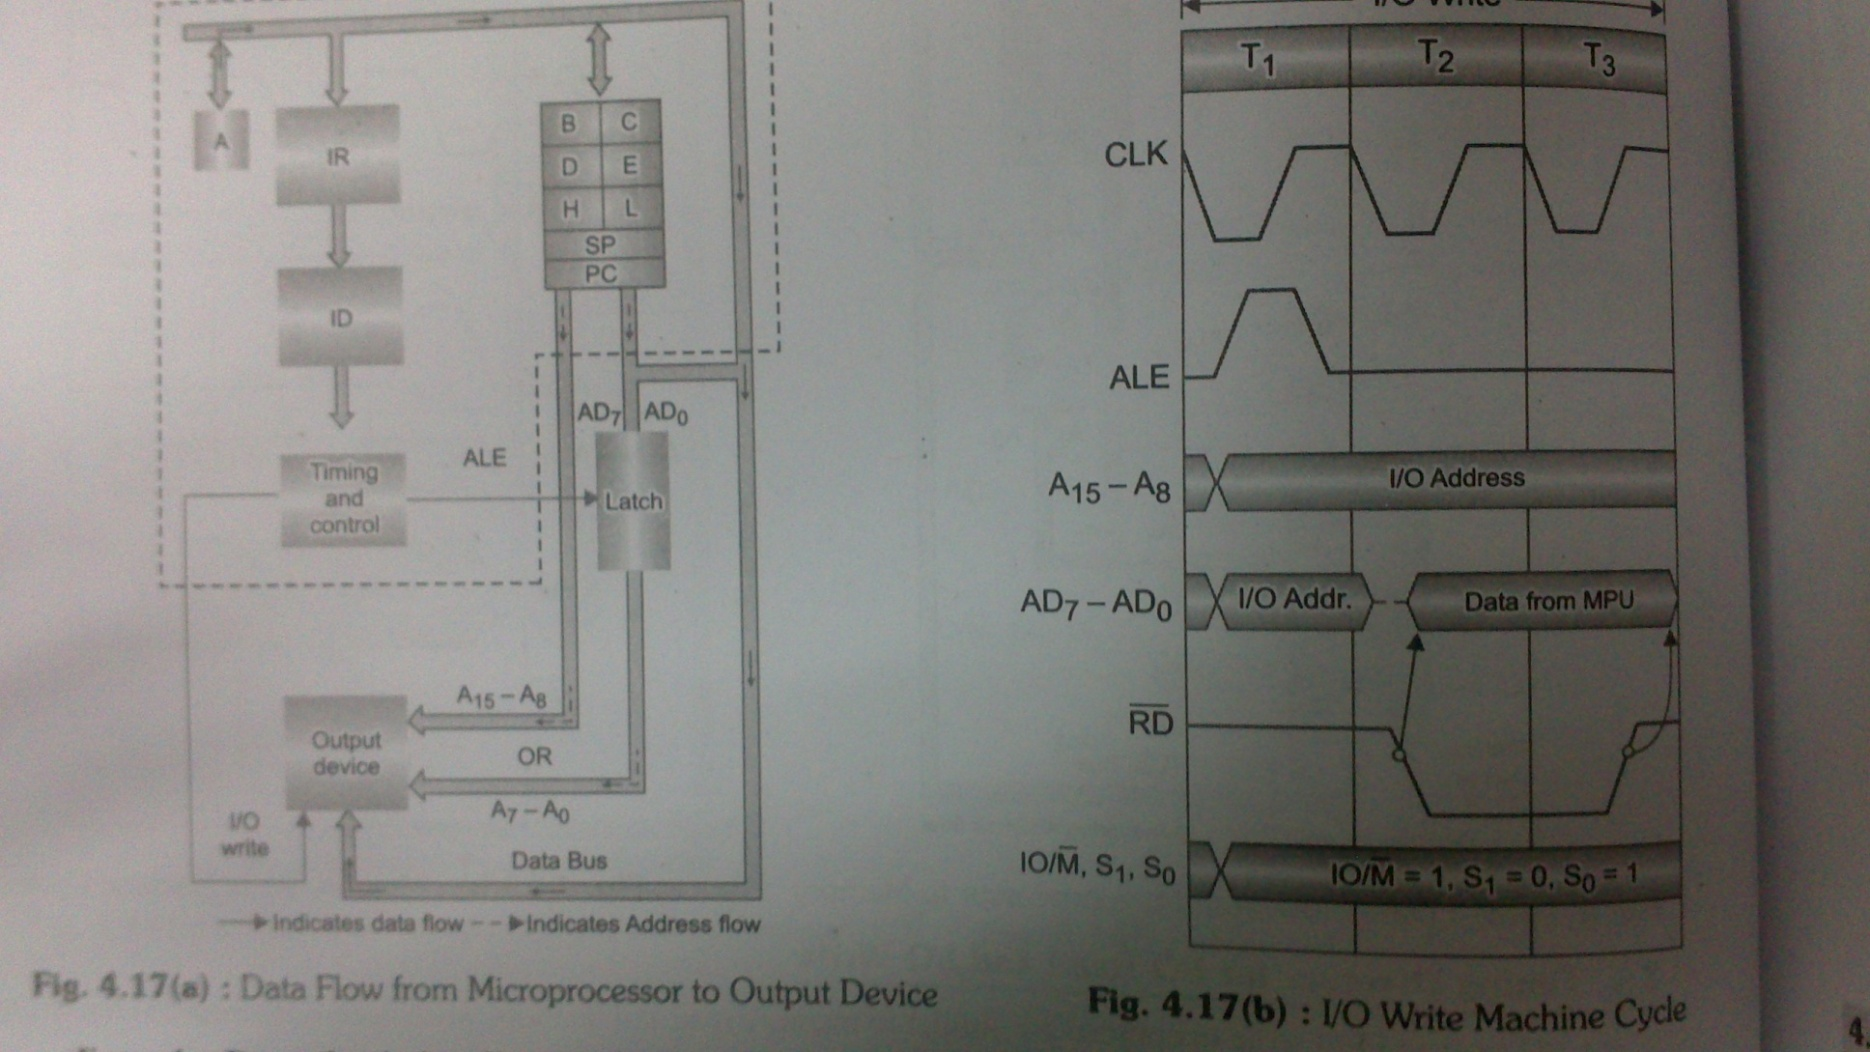 A
IR
B C
D E
H L
SP
PC
ID
AD7 AD0
ALE
Timing
and
control
Latch
A15 – A8
Output
device
OR
A7 – A0
I/O
write
Data Bus
Indicates data flow Indicates Address flow
Fig. 4.17(a) : Data Flow from Microprocessor to Output Device
I/O Write
T1 T2 T3
CLK
ALE
A15 – A8 I/O Address
AD7 – AD0 I/O Addr. Data from MPU
R̅D̅
IO/M̅, S1, S0 IO/M̅ = 1, S1 = 0, S0 = 1
Fig. 4.17(b) : I/O Write Machine Cycle
4